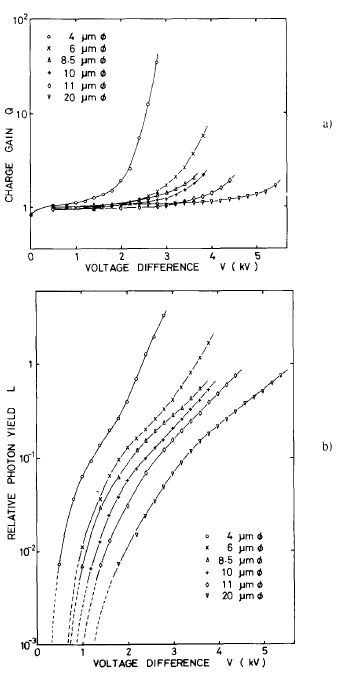 10²
10
1
CHARGE GAIN Q
4 μm ϕ
6 μm ϕ
8·5 μm ϕ
10 μm ϕ
11 μm ϕ
20 μm ϕ
a)
0 1 2 3 4 5
VOLTAGE DIFFERENCE V (kV)
1
10⁻¹
10⁻²
10⁻³
RELATIVE PHOTON YIELD L
b)
4 μm ϕ
6 μm ϕ
8·5 μm ϕ
10 μm ϕ
11 μm ϕ
20 μm ϕ
0 1 2 3 4 5
VOLTAGE DIFFERENCE V (kV)